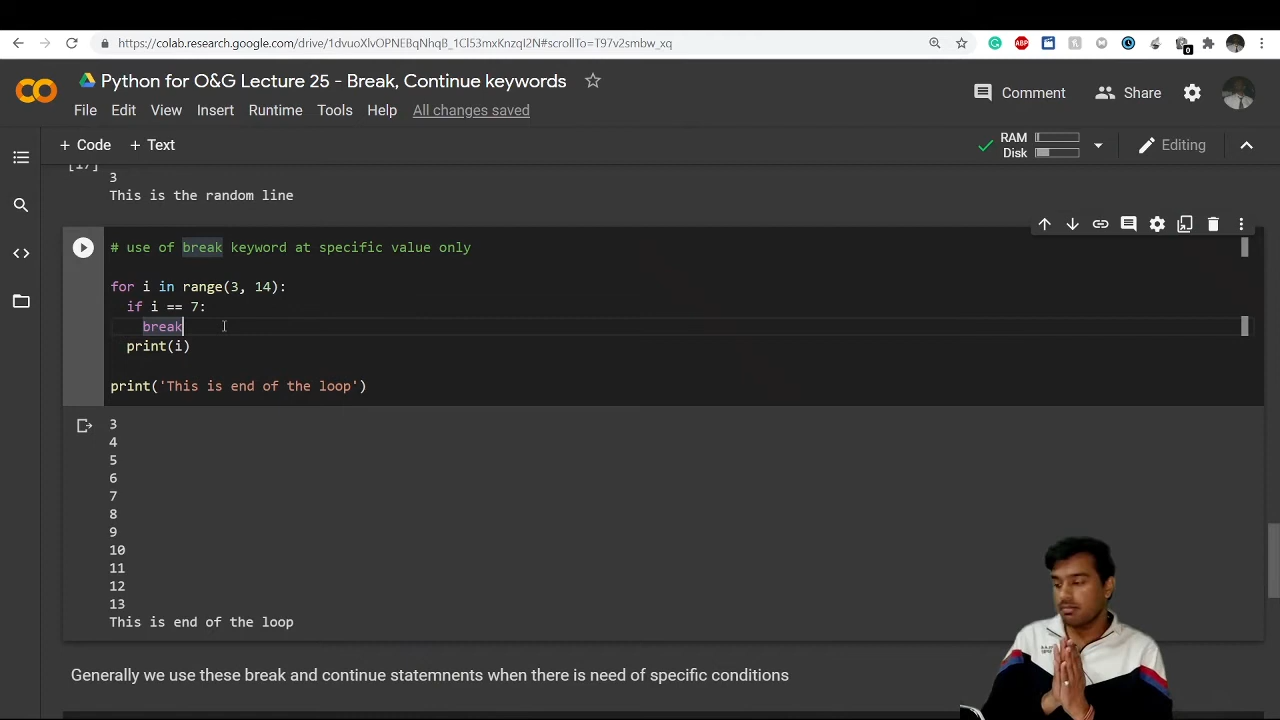 https://colab.research.google.com/drive/1dvuoXlvOPNEBqNhqB_1Cl53mxKnzqI2N#scrollTo=T97v2smbw_xq
ABP
0
Python for O&G Lecture 25 - Break, Continue keywords
Comment
Share
File Edit View Insert Runtime Tools Help All changes saved
+ Code + Text
RAM
Disk
Editing
[17]
3
This is the random line
# use of break keyword at specific value only
for i in range(3, 14):
if i == 7:
break
print(i)
print('This is end of the loop')
3
4
5
6
7
8
9
10
11
12
13
This is end of the loop
Generally we use these break and continue statemnents when there is need of specific conditions